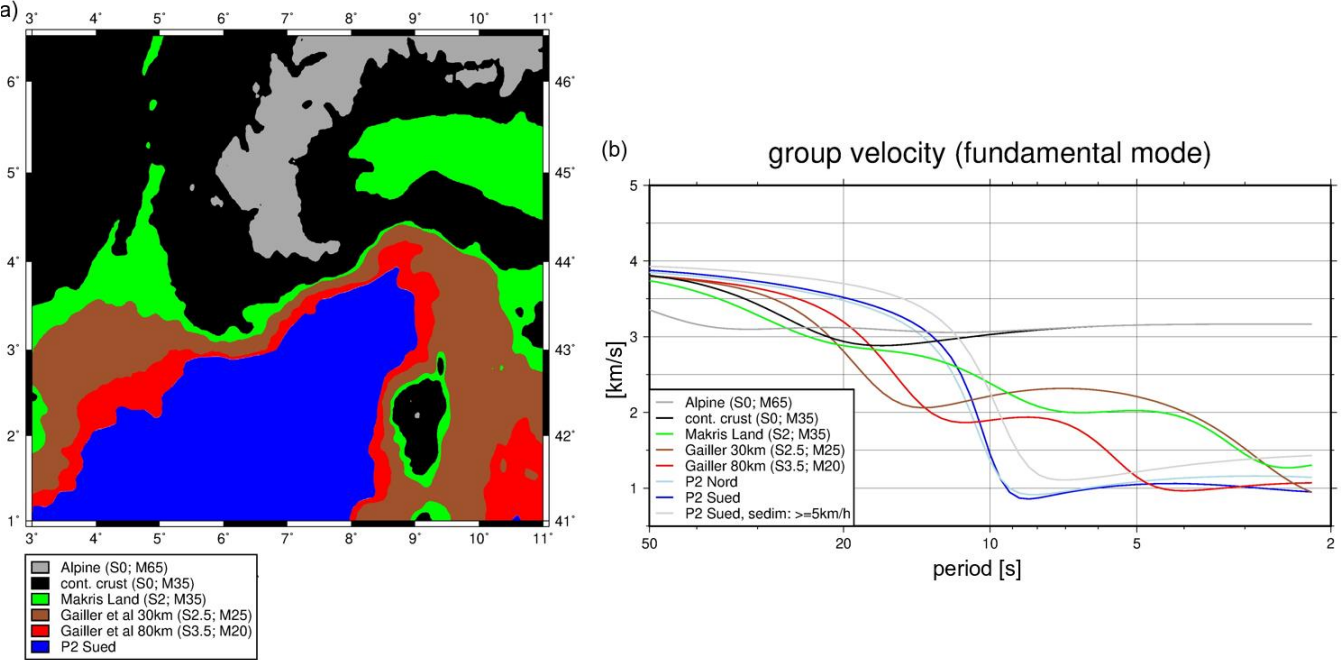 a)
3° 4° 5° 6° 7° 8° 9° 10° 11°
6° 46°
5° 45°
4° 44°
3° 43°
2° 42°
1° 41°
3° 4° 5° 6° 7° 8° 9° 10° 11°
Alpine (S0; M65)
cont. crust (S0; M35)
Makris Land (S2; M35)
Gailler et al 30km (S2.5; M25)
Gailler et al 80km (S3.5; M20)
P2 Sued
(b)
group velocity (fundamental mode)
5
4
3
2
1
[km/s]
Alpine (S0; M65)
cont. crust (S0; M35)
Makris Land (S2; M35)
Gailler 30km (S2.5; M25)
Gailler 80km (S3.5; M20)
P2 Nord
P2 Sued
P2 Sued, sedim: >=5km/h
50 20 10 5 2
period [s]